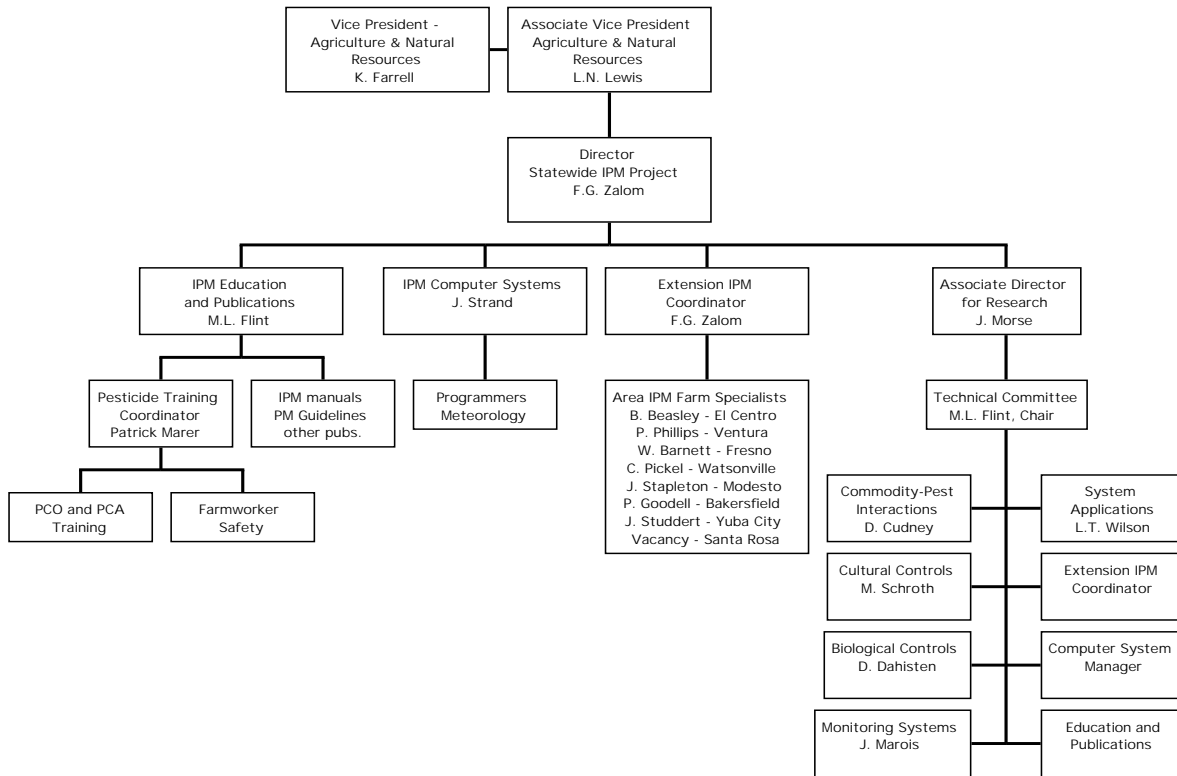 Vice President -
Agriculture & Natural
Resources
K. Farrell
Associate Vice President
Agriculture & Natural
Resources
L.N. Lewis
Director
Statewide IPM Project
F.G. Zalom
IPM Education
and Publications
M.L. Flint
IPM Computer Systems
J. Strand
Extension IPM
Coordinator
F.G. Zalom
Associate Director
for Research
J. Morse
Pesticide Training
Coordinator
Patrick Marer
IPM manuals
PM Guidelines
other pubs.
Programmers
Meteorology
Area IPM Farm Specialists
B. Beasley - El Centro
P. Phillips - Ventura
W. Barnett - Fresno
C. Pickel - Watsonville
J. Stapleton - Modesto
P. Goodell - Bakersfield
J. Studdert - Yuba City
Vacancy - Santa Rosa
Technical Committee
M.L. Flint, Chair
PCO and PCA
Training
Farmworker
Safety
Commodity-Pest
Interactions
D. Cudney
System
Applications
L.T. Wilson
Cultural Controls
M. Schroth
Extension IPM
Coordinator
Biological Controls
D. Dahisten
Computer System
Manager
Monitoring Systems
J. Marois
Education and
Publications